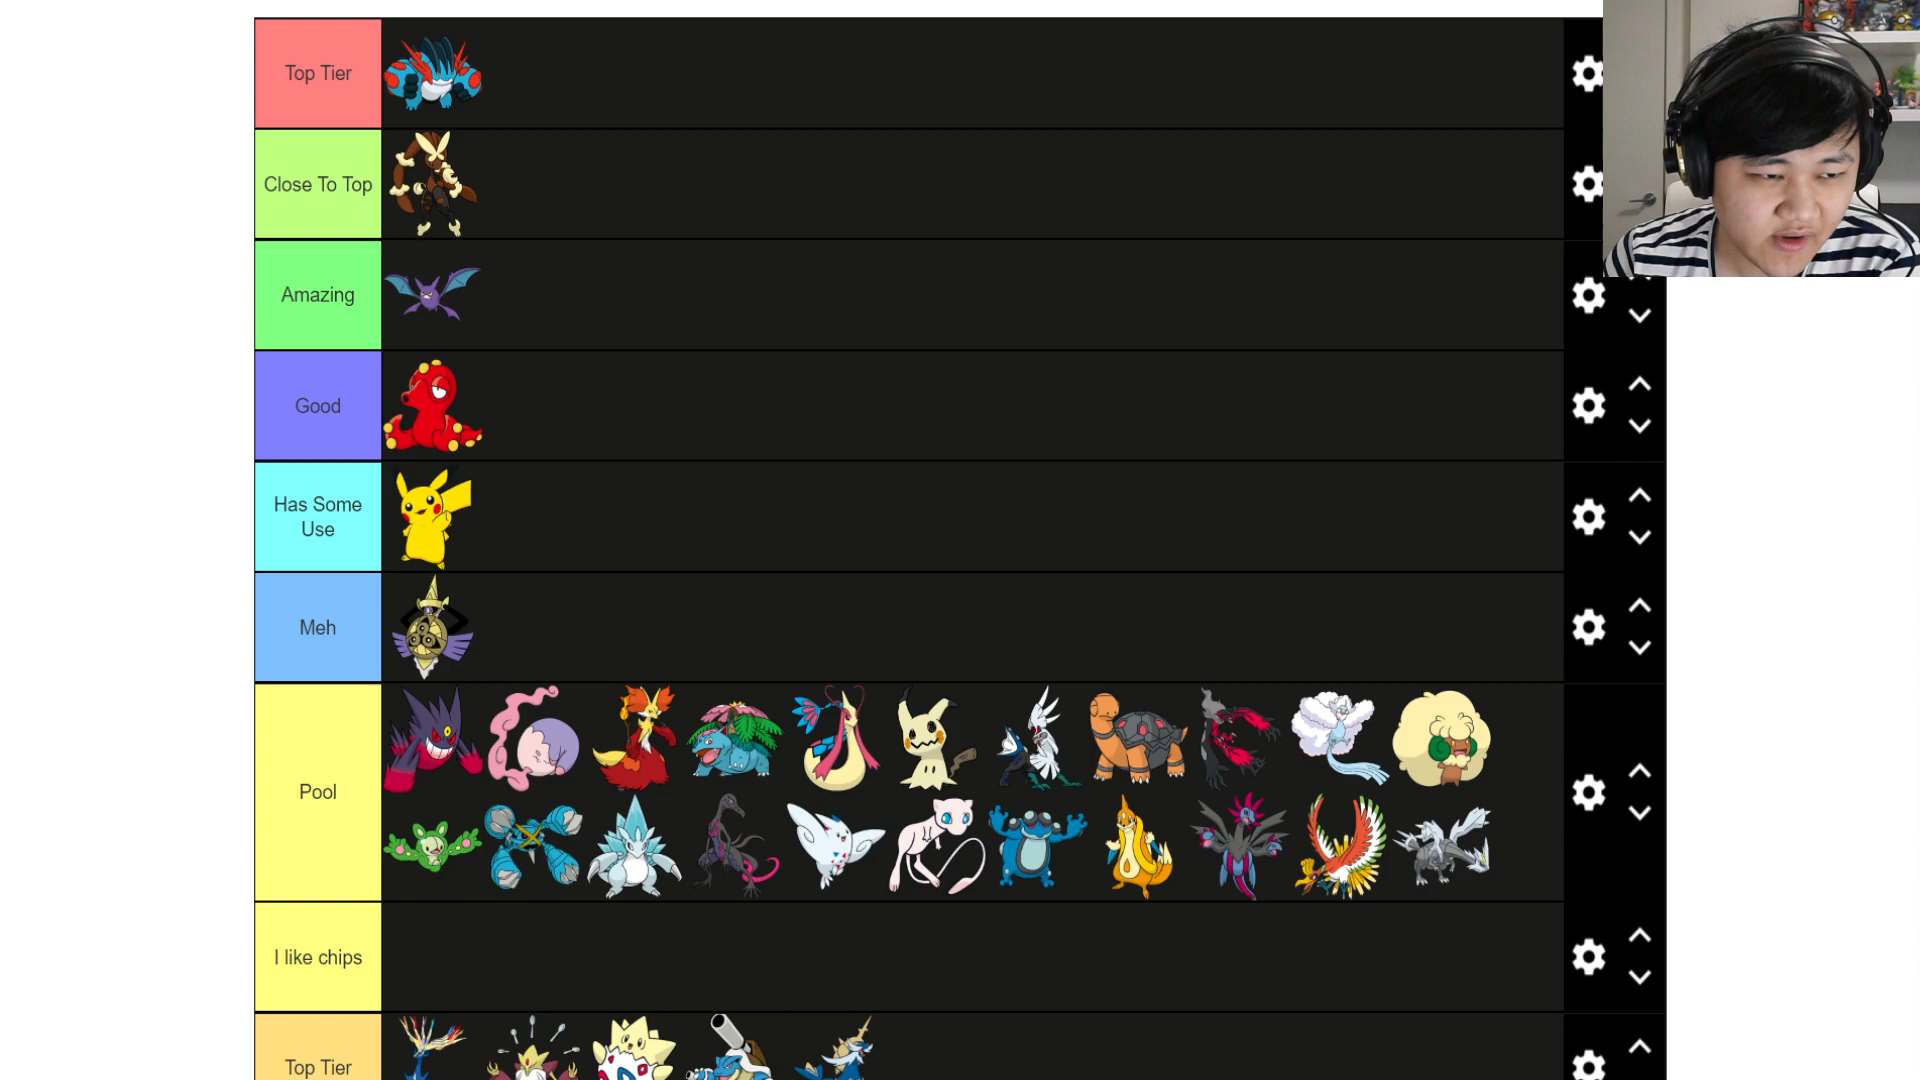 Top Tier
Close To Top
Amazing
Good
Has Some
Use
Meh
Pool
I like chips
Top Tier